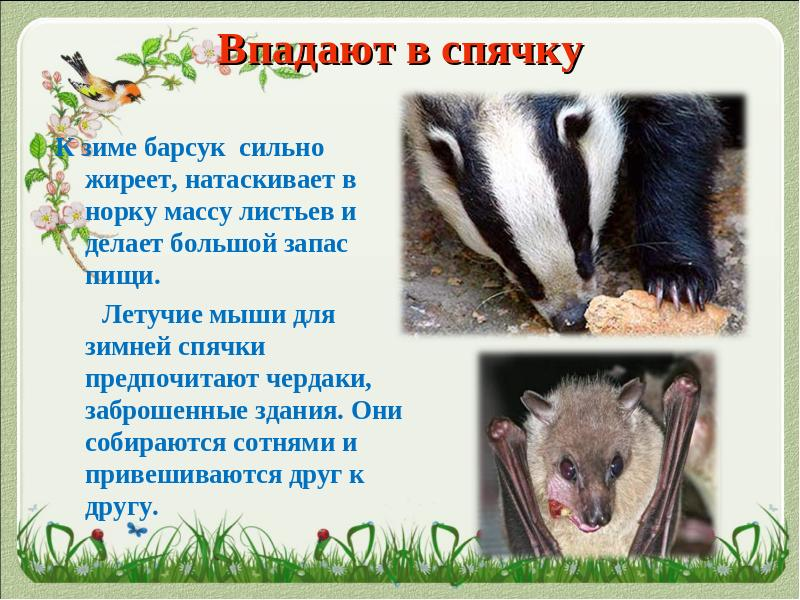 Впадают в спячку
К зиме барсук сильно
жиреет, натаскивает в
норку массу листьев и
делает большой запас
пищи.
Летучие мыши для
зимней спячки
предпочитают чердаки,
заброшенные здания. Они
собираются сотнями и
привешиваются друг к
другу.